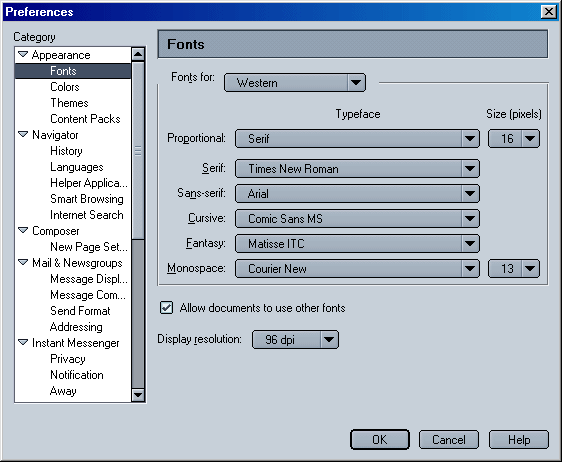 Preferences
Category
Appearance
Fonts
Colors
Themes
Content Packs
Navigator
History
Languages
Helper Applica...
Smart Browsing
Internet Search
Composer
New Page Set...
Mail & Newsgroups
Message Displ...
Message Com...
Send Format
Addressing
Instant Messenger
Privacy
Notification
Away
Fonts
Fonts for: Western
Typeface Size (pixels)
Proportional: Serif 16
Serif: Times New Roman
Sans-serif: Arial
Cursive: Comic Sans MS
Fantasy: Matisse ITC
Monospace: Courier New 13
Allow documents to use other fonts
Display resolution: 96 dpi
OK Cancel Help